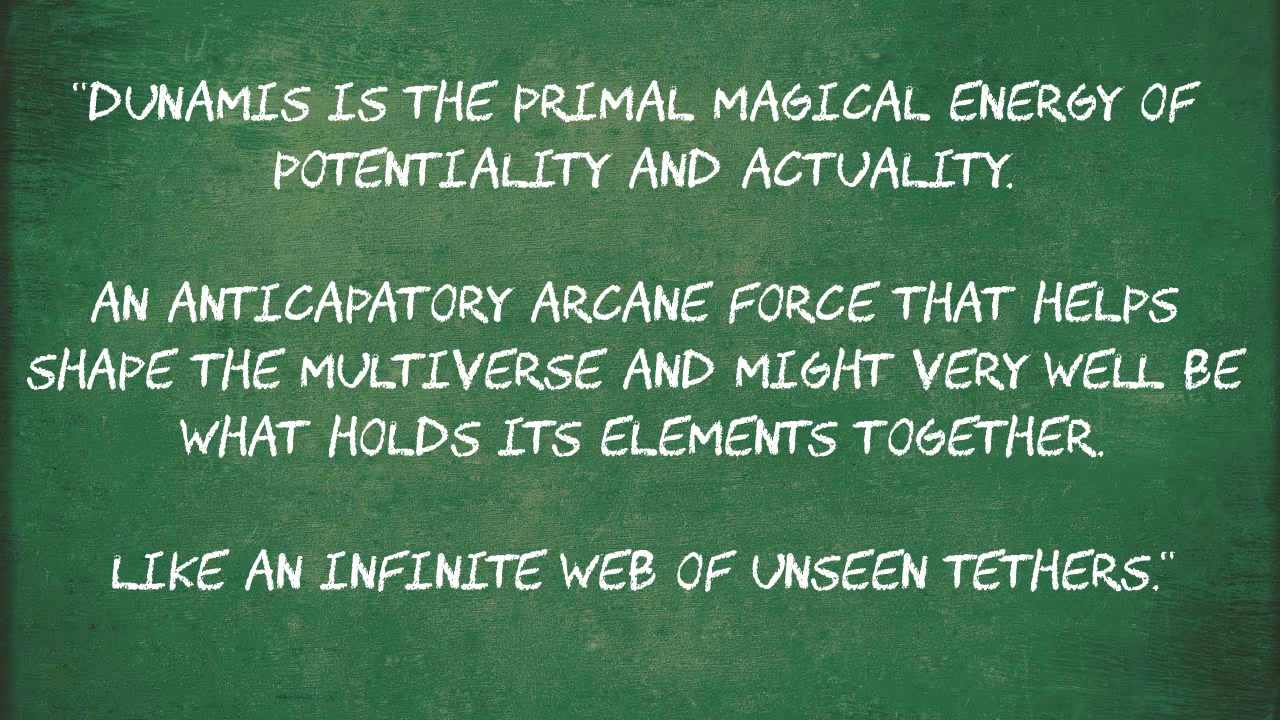 “DUNAMIS IS THE PRIMAL MAGICAL ENERGY OF
POTENTIALITY AND ACTUALITY.
AN ANTICAPATORY ARCANE FORCE THAT HELPS
SHAPE THE MULTIVERSE AND MIGHT VERY WELL BE
WHAT HOLDS ITS ELEMENTS TOGETHER.
LIKE AN INFINITE WEB OF UNSEEN TETHERS.“